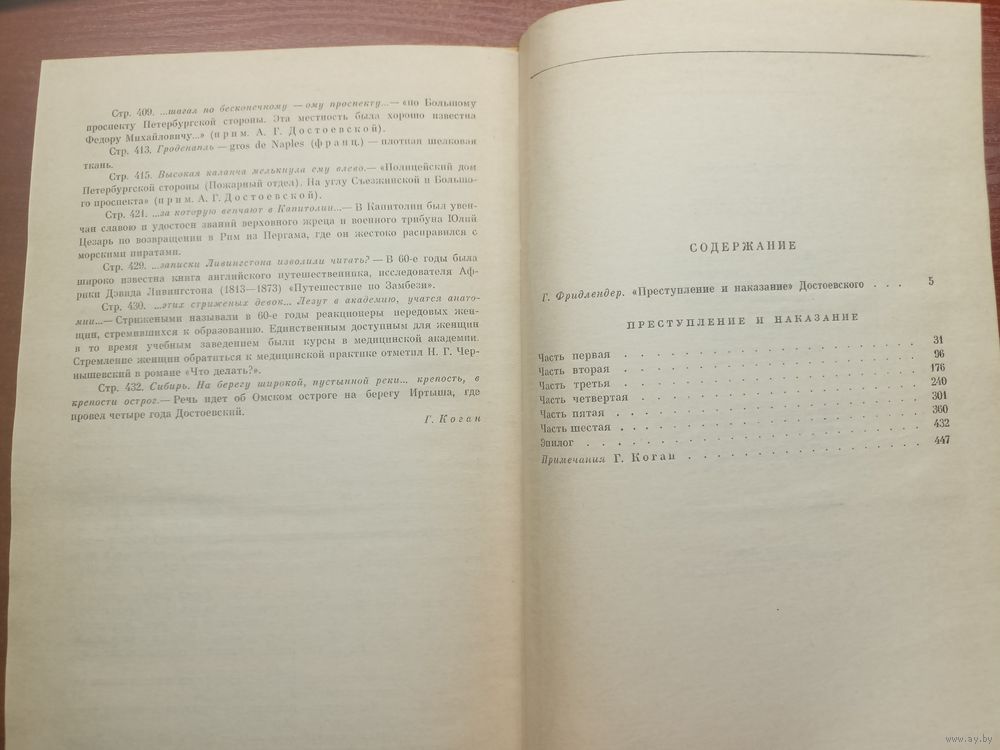 Стр. 409. ...шагал по бесконечному —ому проспекту...— «по Большому
проспекту Петербургской стороны. Эта местность была хорошо известна
Федору Михайловичу...» (прим. А. Г. Достоевской).
Стр. 413. Гроденапль — gros de Naples (франц.) — плотная шелковая
ткань.
Стр. 415. Высокая каланча мелькнула ему влево.— «Полицейский дом
Петербургской стороны (Пожарный отдел). На углу Съезжинской и Большо-
го проспекта» (прим. А. Г. Достоевской).
Стр. 421. ...за которую венчают в Капитолии...— В Капитолии был увен-
чан славою и удостоен званий верховного жреца и военного трибуна Юлий
Цезарь по возвращении в Рим из Пергама, где он жестоко расправился с
морскими пиратами.
Стр. 429. ...записки Ливингстона изволили читать? — В 60-е годы была
широко известна книга английского путешественника, исследователя Аф-
рики Дэвида Ливингстона (1813—1873) «Путешествие по Замбези».
Стр. 430. ...этих стриженых девок... Лезут в академию, учатся анато-
мии...— Стрижеными называли в 60-е годы реакционеры передовых жен-
щин, стремившихся к образованию. Единственным доступным для женщин
в то время учебным заведением были курсы в медицинской академии.
Стремление женщин обратиться к медицинской практике отметил Н. Г. Чер-
нышевский в романе «Что делать?».
Стр. 432. Сибирь. На берегу широкой, пустынной реки... крепость, в
крепости острог.— Речь идет об Омском остроге на берегу Иртыша, где
провел четыре года Достоевский.
Г. Коган
СОДЕРЖАНИЕ
Г. Фридлендер. «Преступление и наказание» Достоевского . . . 5
ПРЕСТУПЛЕНИЕ И НАКАЗАНИЕ
Часть первая . . . . . . . . . . . . . . . . . . 31
Часть вторая . . . . . . . . . . . . . . . . . . 96
Часть третья . . . . . . . . . . . . . . . . . . 176
Часть четвертая . . . . . . . . . . . . . . . . . 240
Часть пятая . . . . . . . . . . . . . . . . . . 301
Часть шестая . . . . . . . . . . . . . . . . . . 360
Эпилог . . . . . . . . . . . . . . . . . . . . 432
Примечания Г. Коган . . . . . . . . . . . . . . . 447
© www.ay.by